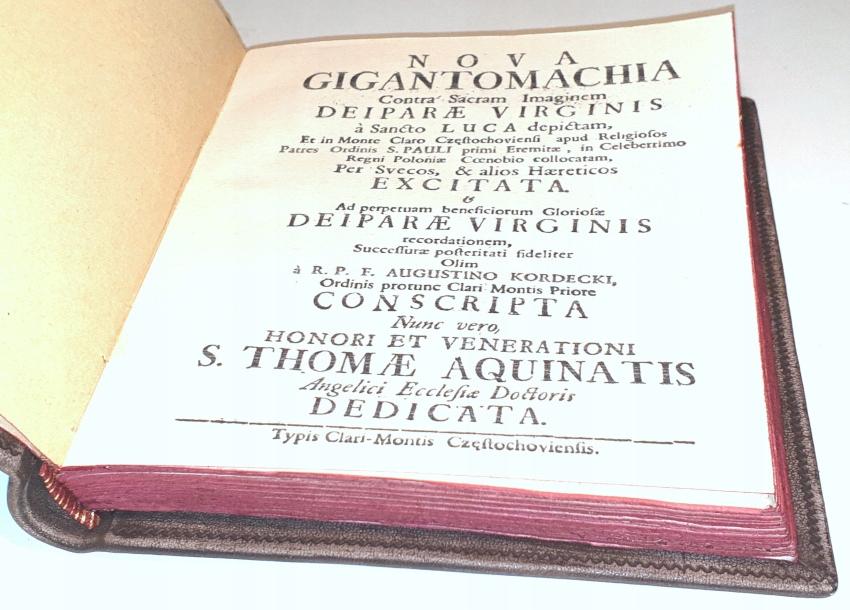 NOVA
GIGANTOMACHIA
Contra Sacram Imaginem
DEIPARÆ VIRGINIS
à Sancto LUCA depictam,
Et in Monte Claro Częſtochovienſi apud Religioſos
Patres Ordinis S. PAULI primi Eremitæ, in Celeberrimo
Regni Poloniæ Cœnobio collocatam,
Per Svecos, & alios Hæreticos
EXCITATA.
&
Ad perpetuam beneficiorum Glorioſæ
DEIPARÆ VIRGINIS
recordationem,
Succeſſuræ poſteritati fideliter
Olim
à R. P. F. AUGUSTINO KORDECKI,
Ordinis protunc Clari Montis Priore
CONSCRIPTA
Nunc vero,
HONORI ET VENERATIONI
S. THOMÆ AQUINATIS
Angelici Eccleſiæ Doctoris
DEDICATA.
Typis Clari-Montis Częſtochovienſis.